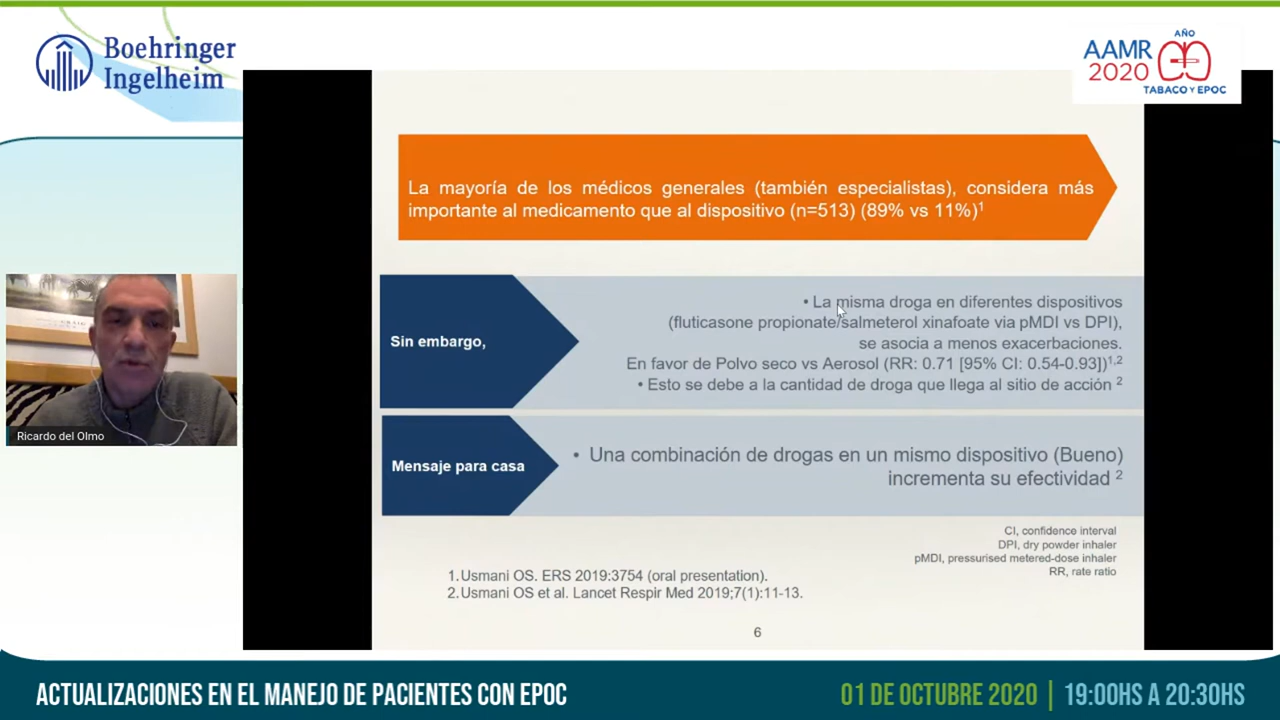 Boehringer
Ingelheim
AÑO
AAMR
2020
TABACO Y EPOC
La mayoría de los médicos generales (también especialistas), considera más
importante al medicamento que al dispositivo (n=513) (89% vs 11%)¹
Sin embargo,
• La misma droga en diferentes dispositivos
(fluticasone propionate/salmeterol xinafoate via pMDI vs DPI),
se asocia a menos exacerbaciones.
En favor de Polvo seco vs Aerosol (RR: 0.71 [95% CI: 0.54-0.93])¹,²
• Esto se debe a la cantidad de droga que llega al sitio de acción ²
Mensaje para casa
• Una combinación de drogas en un mismo dispositivo (Bueno)
incrementa su efectividad ²
CI, confidence interval
DPI, dry powder inhaler
pMDI, pressurised metered-dose inhaler
RR, rate ratio
1.Usmani OS. ERS 2019:3754 (oral presentation).
2.Usmani OS et al. Lancet Respir Med 2019;7(1):11-13.
6
Ricardo del Olmo
ACTUALIZACIONES EN EL MANEJO DE PACIENTES CON EPOC
01 DE OCTUBRE 2020 | 19:00HS A 20:30HS